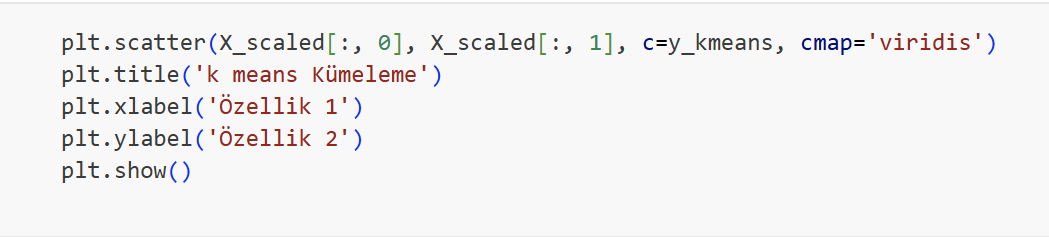 plt.scatter(X_scaled[:, 0], X_scaled[:, 1], c=y_kmeans, cmap='viridis')
plt.title('k means Kümeleme')
plt.xlabel('Özellik 1')
plt.ylabel('Özellik 2')
plt.show()